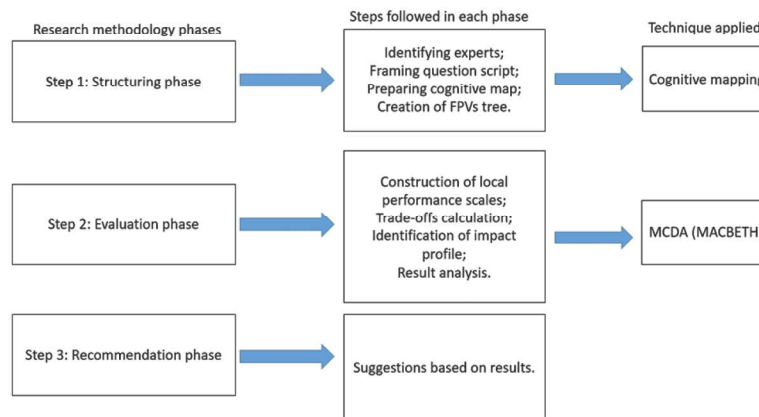 Research methodology phases
Steps followed in each phase
Technique applied
Step 1: Structuring phase
Identifying experts;
Framing question script;
Preparing cognitive map;
Creation of FPVs tree.
Cognitive mapping
Step 2: Evaluation phase
Construction of local
performance scales;
Trade-offs calculation;
Identification of impact
profile;
Result analysis.
MCDA (MACBETH
Step 3: Recommendation phase
Suggestions based on results.